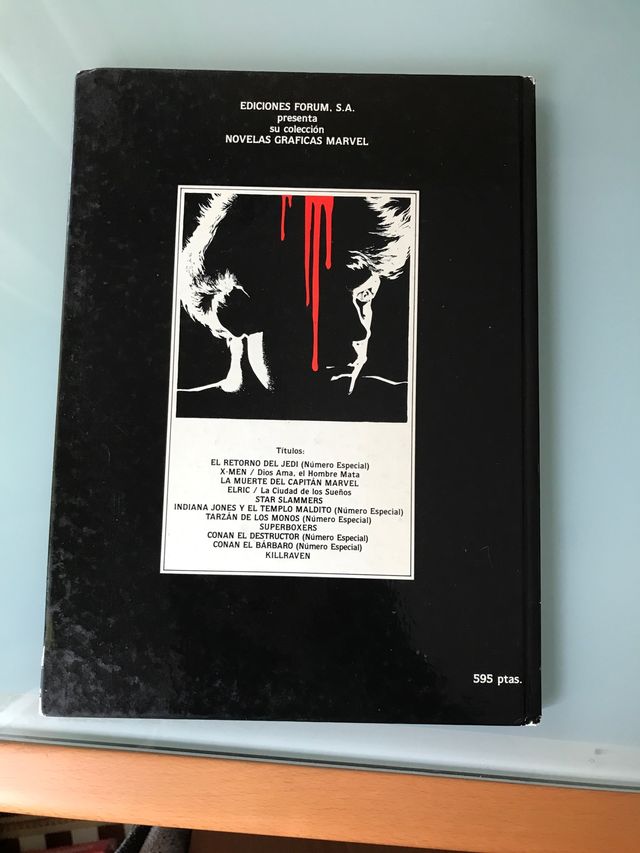 EDICIONES FORUM, S.A.
presenta
su colección
NOVELAS GRAFICAS MARVEL
Títulos:
EL RETORNO DEL JEDI (Número Especial)
X-MEN / Dios Ama, el Hombre Mata
LA MUERTE DEL CAPITÁN MARVEL
ELRIC / La Ciudad de los Sueños
STAR SLAMMERS
INDIANA JONES Y EL TEMPLO MALDITO (Número Especial)
TARZÁN DE LOS MONOS (Número Especial)
SUPERBOXERS
CONAN EL DESTRUCTOR (Número Especial)
CONAN EL BÁRBARO (Número Especial)
KILLRAVEN
595 ptas.